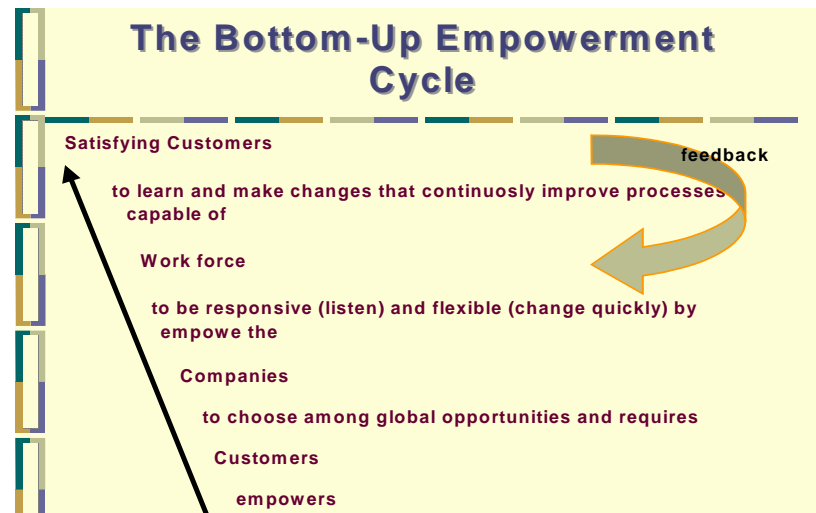 The Bottom-Up Empowerment
Cycle
Satisfying Customers
feedback
to learn and make changes that continuosly improve processes
capable of
Work force
to be responsive (listen) and flexible (change quickly) by
empowe the
Companies
to choose among global opportunities and requires
Customers
empowers